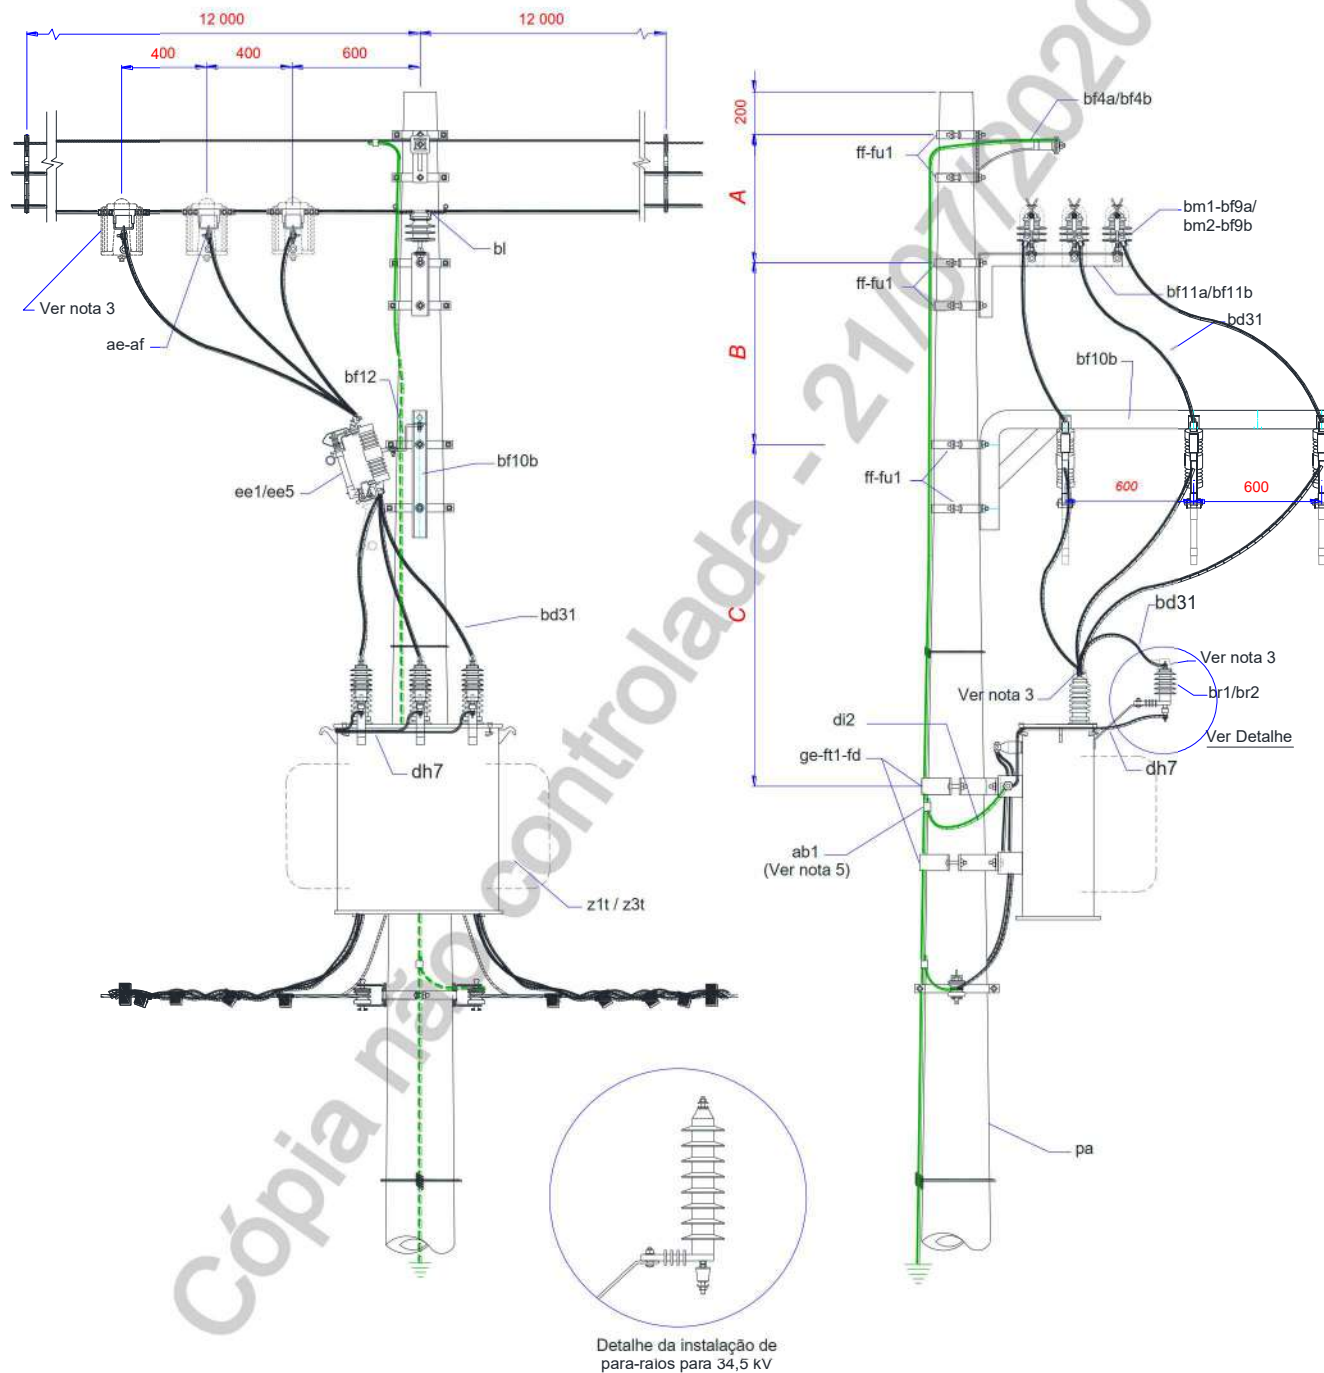 12 000
12 000
400
400
600
Ver nota 3
ae-af
bl
bf12
bf10b
ee1/ee5
bd31
dh7
z1t / z3t
200
A
B
C
bf4a/bf4b
ff-fu1
bm1-bf9a/
bm2-bf9b
ff-fu1
bf11a/bf11b
bd31
bf10b
ff-fu1
600
600
bd31
Ver nota 3
Ver nota 3
br1/br2
di2
Ver Detalhe
ge-ft1-fd
dh7
ab1
(Ver nota 5)
pa
Detalhe da instalação de
para-raios para 34,5 kV
Cópia não controlada - 21/07/2020